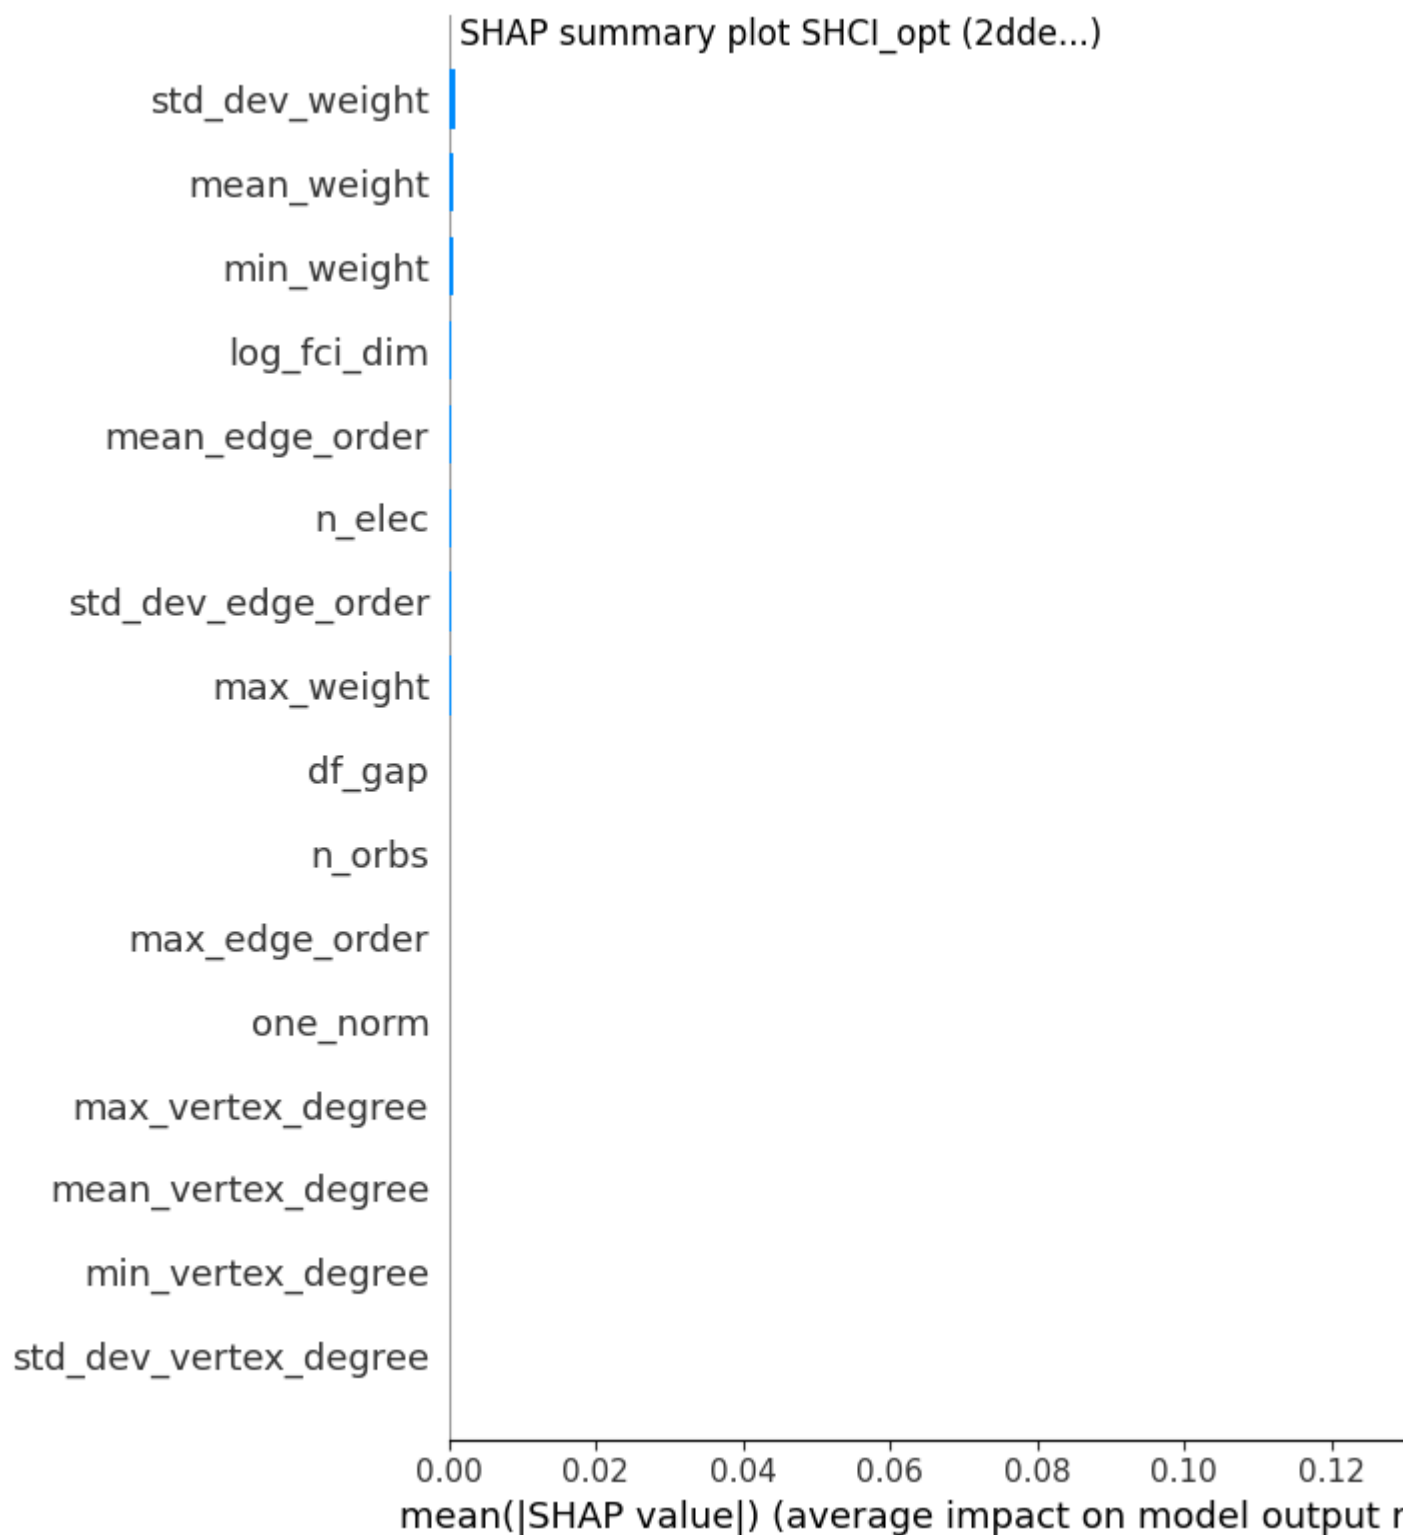 SHAP summary plot SHCI_opt (2dde...)
std_dev_weight
mean_weight
min_weight
log_fci_dim
mean_edge_order
n_elec
std_dev_edge_order
max_weight
df_gap
n_orbs
max_edge_order
one_norm
max_vertex_degree
mean_vertex_degree
min_vertex_degree
std_dev_vertex_degree
0.00 0.02 0.04 0.06 0.08 0.10 0.12
mean(|SHAP value|) (average impact on model output